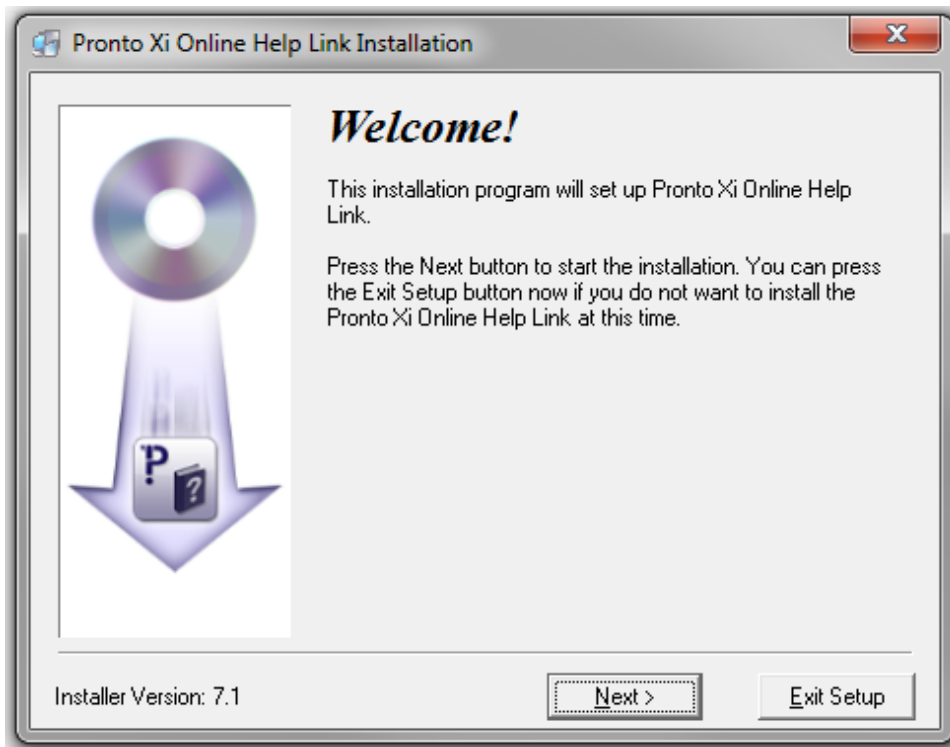 Pronto Xi Online Help Link Installation
Welcome!
This installation program will set up Pronto Xi Online Help
Link.
Press the Next button to start the installation. You can press
the Exit Setup button now if you do not want to install the
Pronto Xi Online Help Link at this time.
P ?
Installer Version: 7.1
Next >
Exit Setup